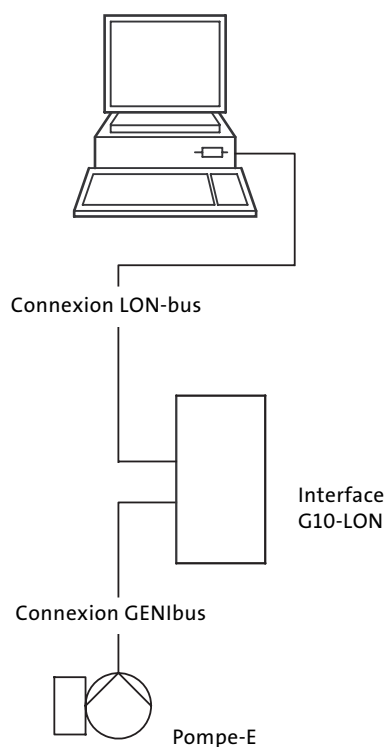 Connexion LON-bus
Interface
G10-LON
Connexion GENIbus
Pompe-E